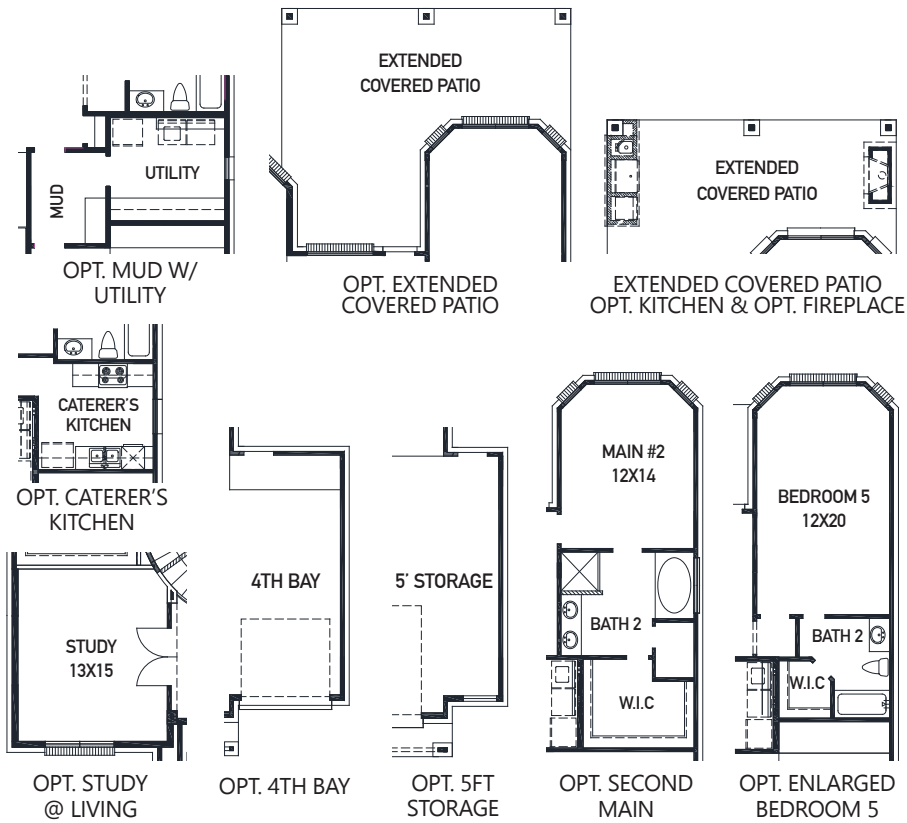 EXTENDED
COVERED PATIO
UTILITY
MUD
OPT. MUD W/
UTILITY
OPT. EXTENDED
COVERED PATIO
EXTENDED
COVERED PATIO
EXTENDED COVERED PATIO
OPT. KITCHEN & OPT. FIREPLACE
CATERER'S
KITCHEN
OPT. CATERER'S
KITCHEN
STUDY
13X15
OPT. STUDY
@ LIVING
4TH BAY
OPT. 4TH BAY
5' STORAGE
OPT. 5FT
STORAGE
MAIN #2
12X14
BATH 2
W.I.C
OPT. SECOND
MAIN
BEDROOM 5
12X20
BATH 2
W.I.C
OPT. ENLARGED
BEDROOM 5